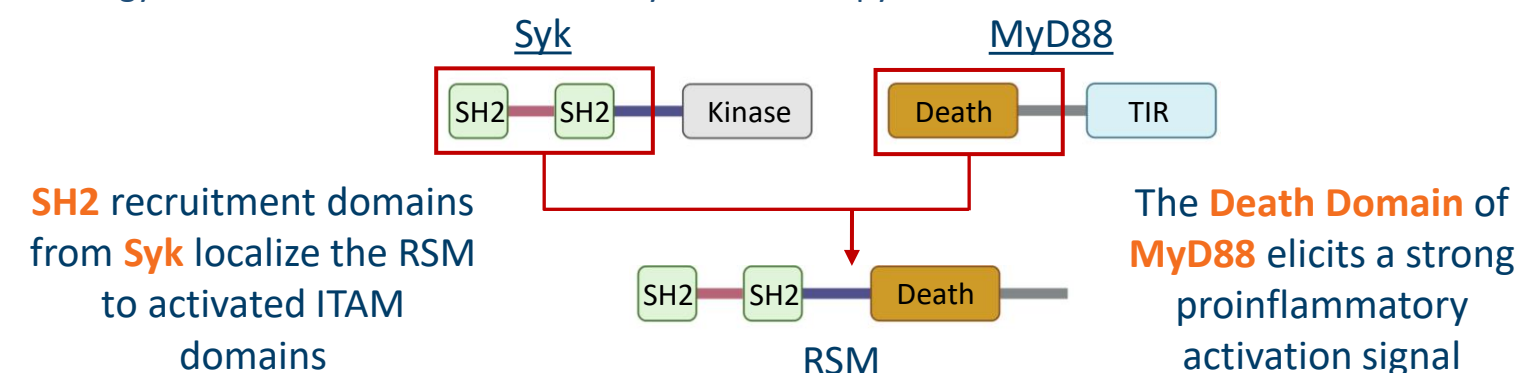 Syk
MyD88
SH2
SH2
Kinase
Death
TIR
SH2 recruitment domains
from Syk localize the RSM
to activated ITAM
domains
The Death Domain of
MyD88 elicits a strong
proinflammatory
activation signal
SH2
SH2
Death
RSM